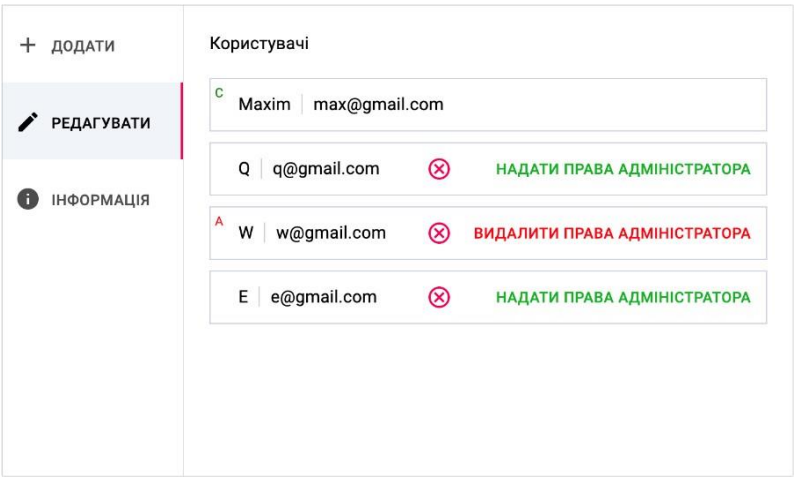 ДОДАТИ
РЕДАГУВАТИ
ІНФОРМАЦІЯ
Користувачі
C
Maxim max@gmail.com
Q q@gmail.com НАДАТИ ПРАВА АДМІНІСТРАТОРА
A
W w@gmail.com ВИДАЛИТИ ПРАВА АДМІНІСТРАТОРА
E e@gmail.com НАДАТИ ПРАВА АДМІНІСТРАТОРА